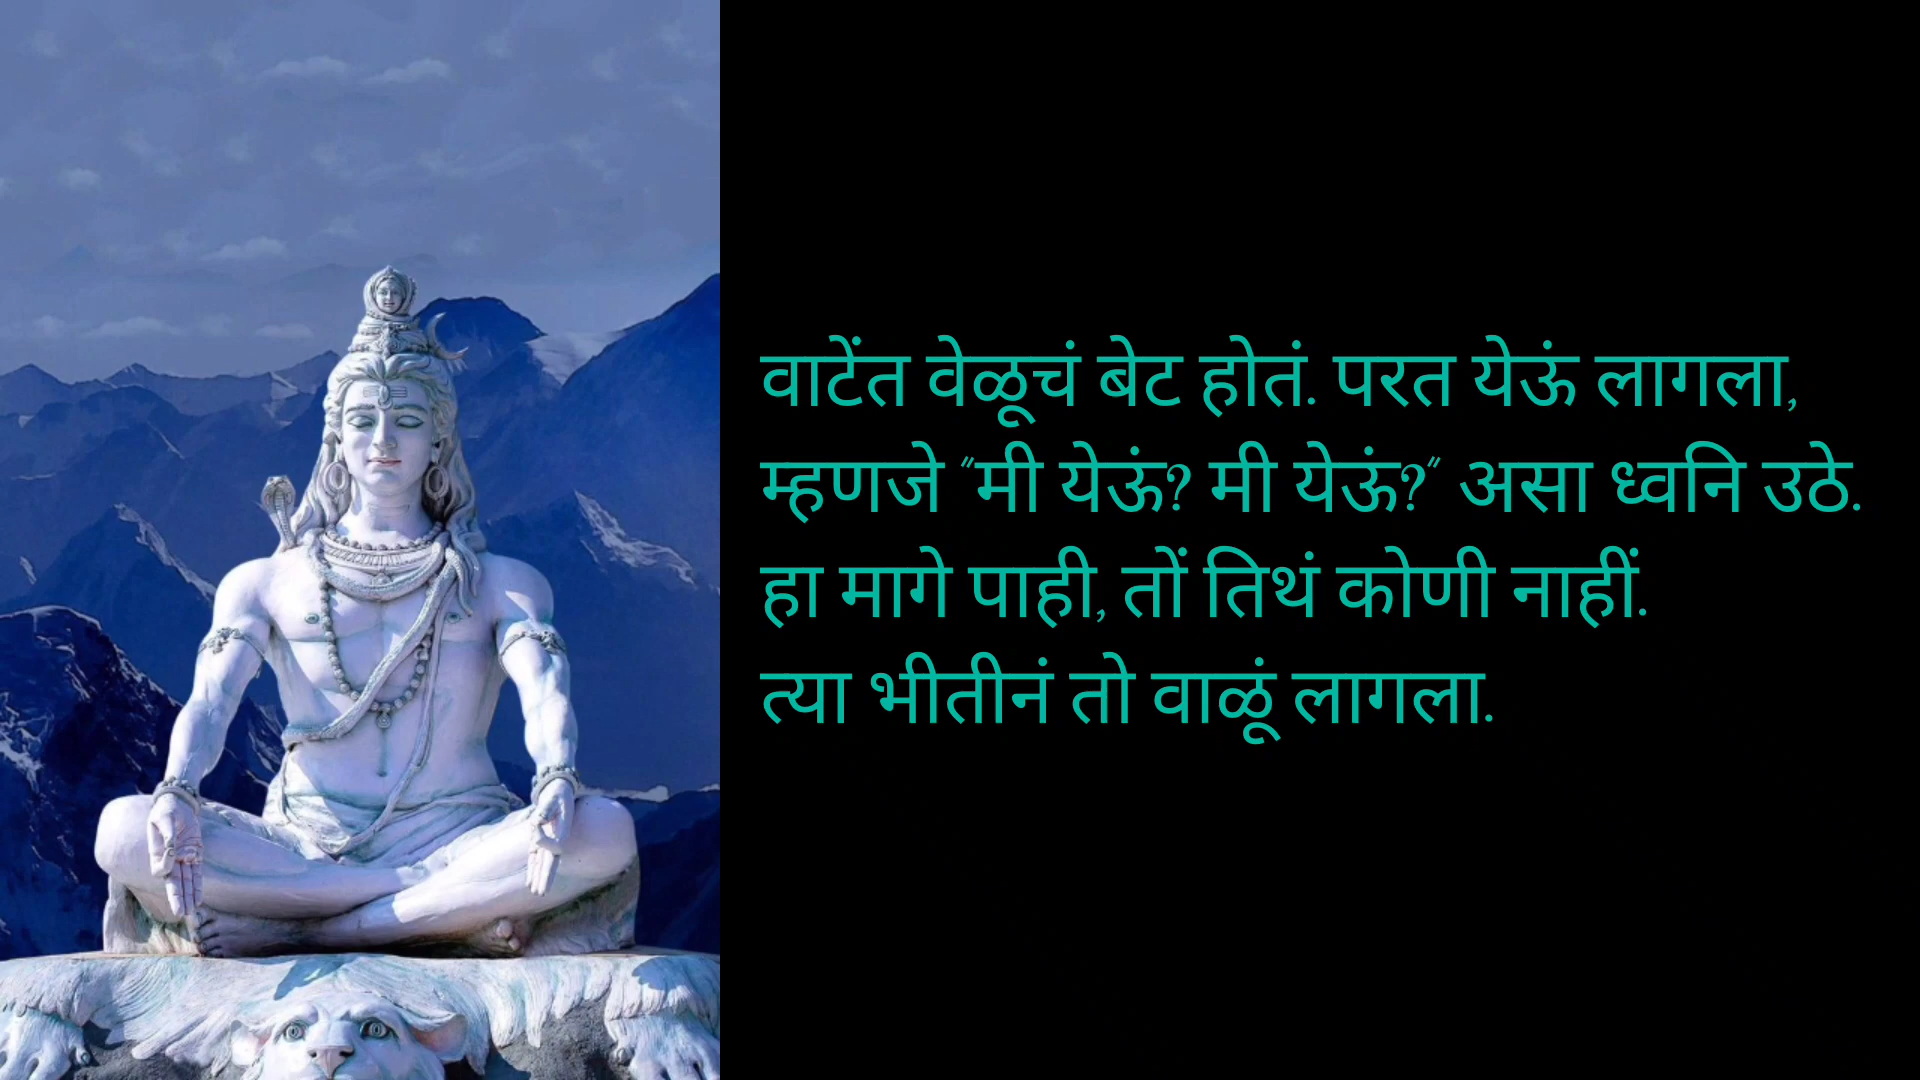 वाटेंत वेळूचं बेट होतं. परत येऊं लागला,
म्हणजे "मी येऊं? मी येऊं?" असा ध्वनि उठे.
हा मागे पाही, तों तिथं कोणी नाहीं.
त्या भीतीनं तो वाळूं लागला.